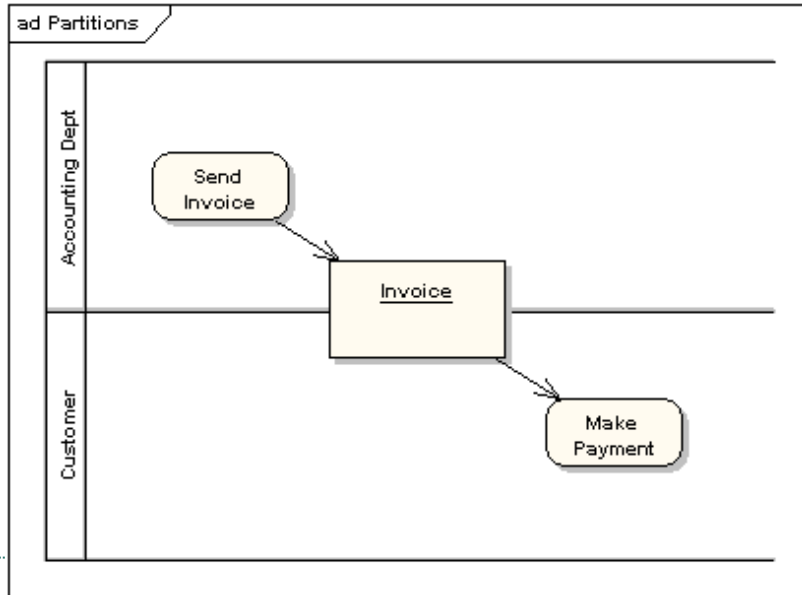 ad Partitions
Accounting Dept
Send
Invoice
Invoice
Customer
Make
Payment